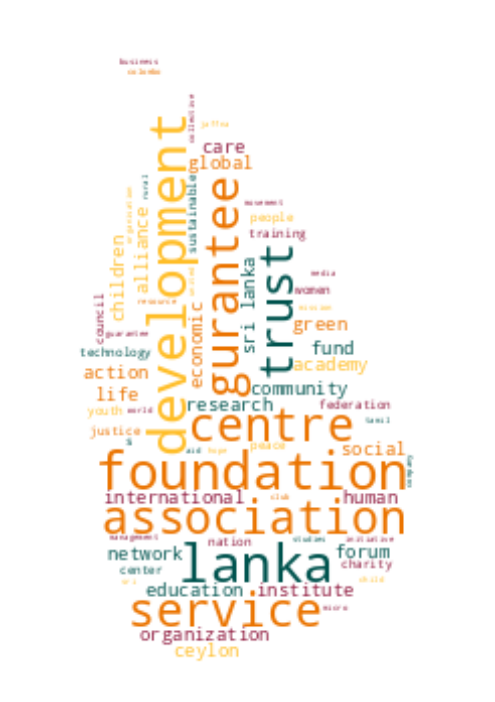 business
colombo
collective
jaffna
care
global
development
sustainable
rural
gurantee
movement
people
training
organisation
alliance
children
sri lanka
trust
media
women
resource
economic
green
council
guarantee
technology
fund
academy
action
life
community
research
federation
youth
world
centre
tamil
justice
s
social
aid
hope
peace
foundation
international
club
human
association
management
nation
studies
initiative
network
lanka
forum
center
charity
sri
child
education
institute
service
micro
organization
ceylon